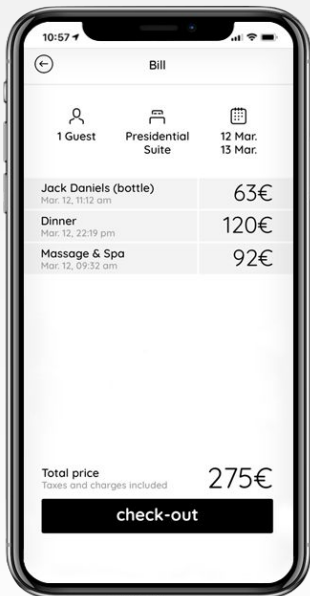 10:57
Bill
1 Guest
Presidential
Suite
12 Mar.
13 Mar.
Jack Daniels (bottle)
63€
Mar. 12, 11:12 am
Dinner
120€
Mar. 12, 22:19 pm
Massage & Spa
92€
Mar. 12, 09:32 am
Total price
275€
Taxes and charges included
check-out